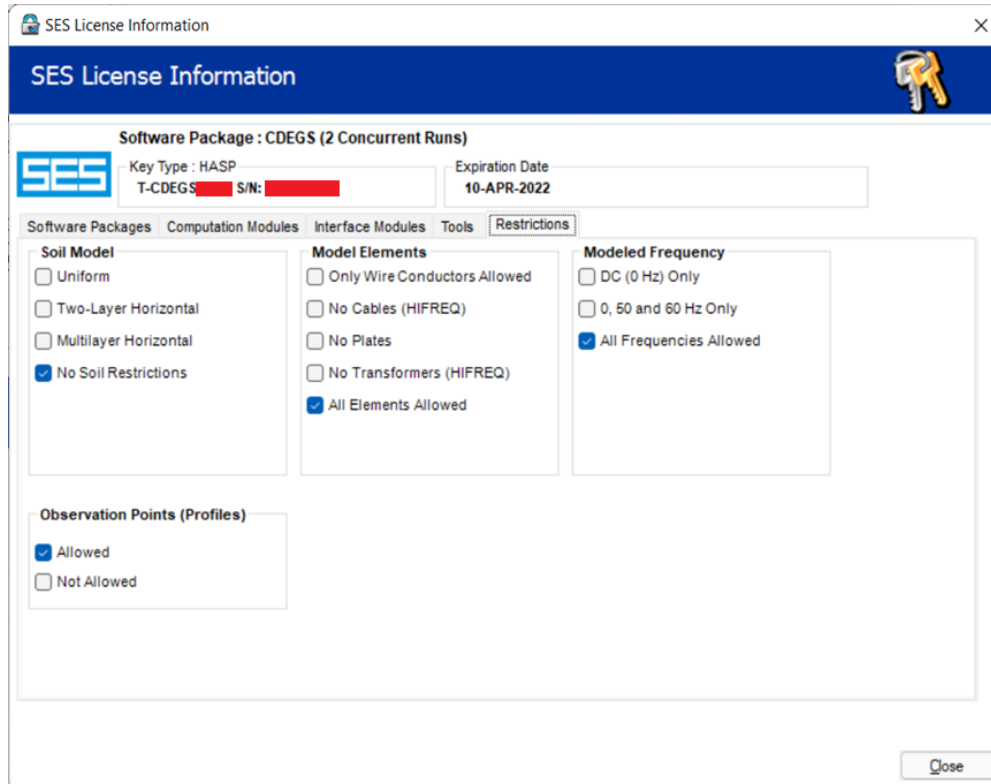 SES License Information
SES License Information
Software Package : CDEGS (2 Concurrent Runs)
SES
Key Type : HASP
T-CDEGS S/N:
Expiration Date
10-APR-2022
Software Packages Computation Modules Interface Modules Tools Restrictions
Soil Model
Uniform
Two-Layer Horizontal
Multilayer Horizontal
No Soil Restrictions
Model Elements
Only Wire Conductors Allowed
No Cables (HIFREQ)
No Plates
No Transformers (HIFREQ)
All Elements Allowed
Modeled Frequency
DC (0 Hz) Only
0, 50 and 60 Hz Only
All Frequencies Allowed
Observation Points (Profiles)
Allowed
Not Allowed
Close